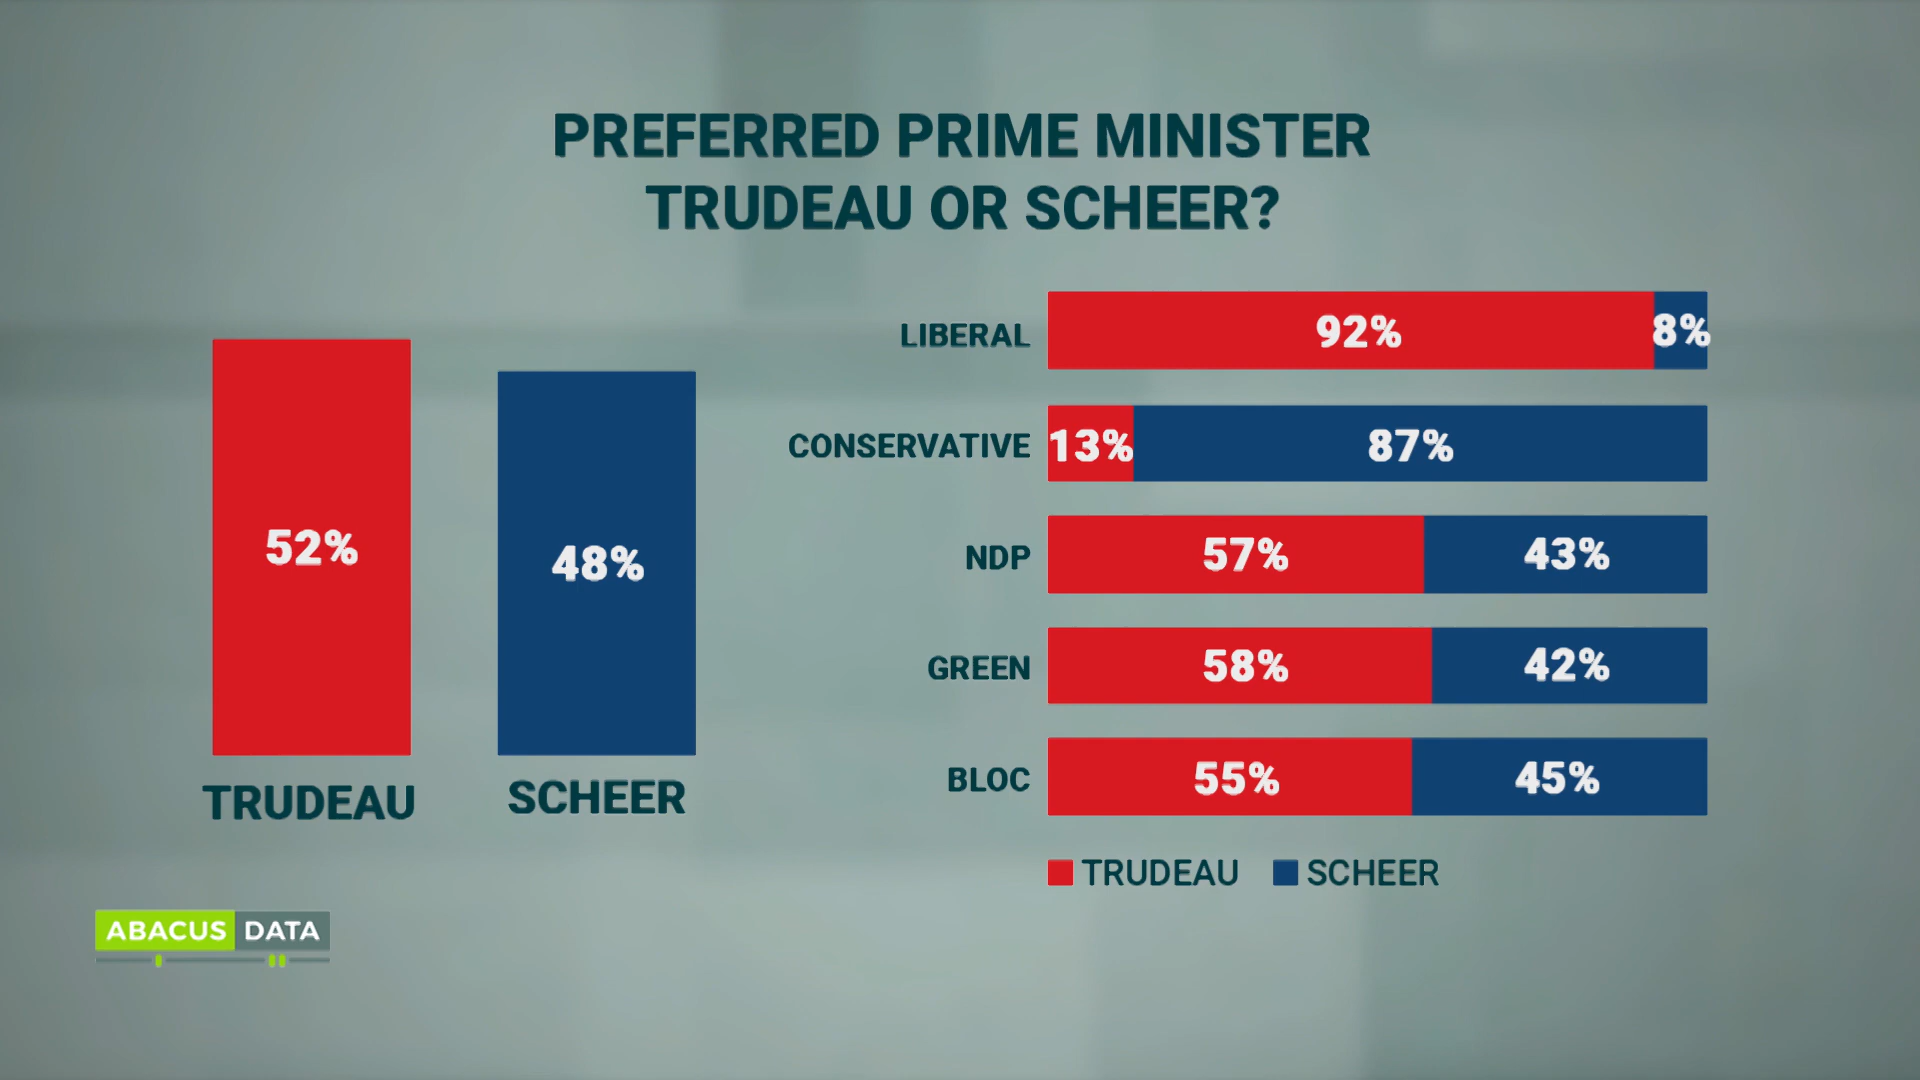 PREFERRED PRIME MINISTER
TRUDEAU OR SCHEER?
52%
TRUDEAU
48%
SCHEER
LIBERAL 92% 8%
CONSERVATIVE 13% 87%
NDP 57% 43%
GREEN 58% 42%
BLOC 55% 45%
TRUDEAU SCHEER
ABACUS DATA